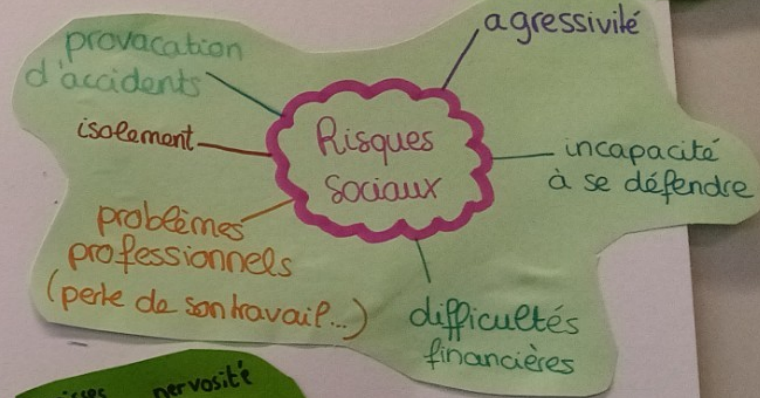 agressivité
provacation
d'accidents
isolement
Risques
sociaux
incapacité
à se défendre
problèmes
professionnels
(perte de son travail...)
difficultés
financières
nervosité